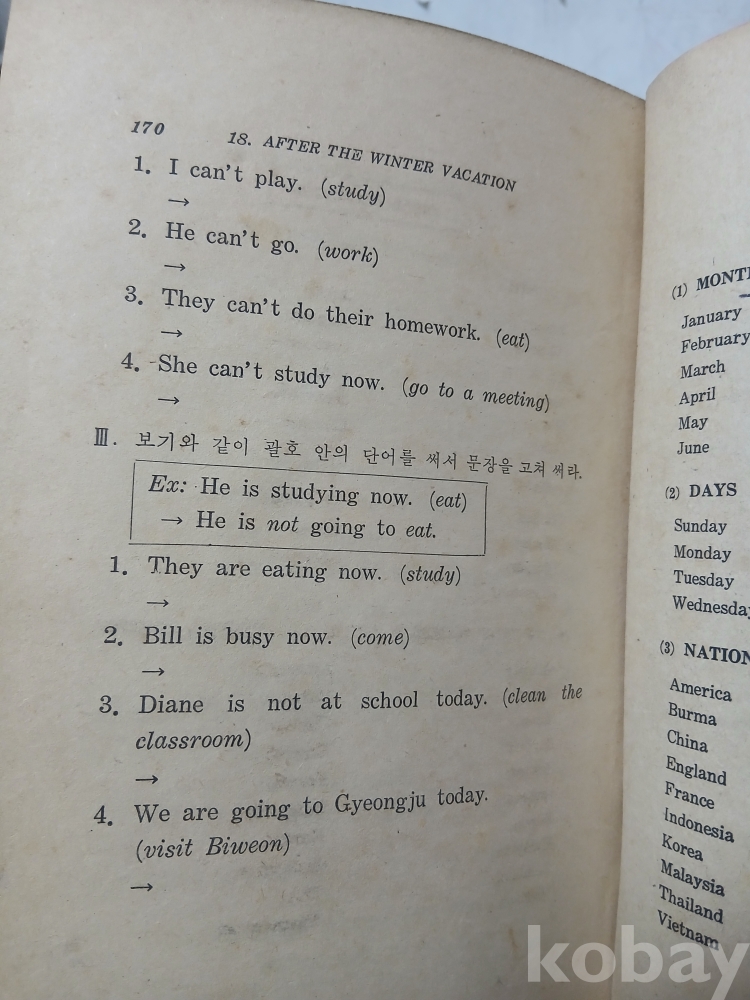 170 18. AFTER THE WINTER VACATION
1. I can't play. (study)
→
2. He can't go. (work)
→
3. They can't do their homework. (eat)
→
4. She can't study now. (go to a meeting)
→
Ⅲ. 보기와 같이 괄호 안의 단어를 써서 문장을 고쳐 써라.
Ex: He is studying now. (eat)
→ He is not going to eat.
1. They are eating now. (study)
→
2. Bill is busy now. (come)
→
3. Diane is not at school today. (clean the
classroom)
→
4. We are going to Gyeongju today.
(visit Biweon)
→
(1) MONTH
January
February
March
April
May
June
(2) DAYS
Sunday
Monday
Tuesday
Wednesday
(3) NATION
America
Burma
China
England
France
Indonesia
Korea
Malaysia
Thailand
Vietnam
kobay